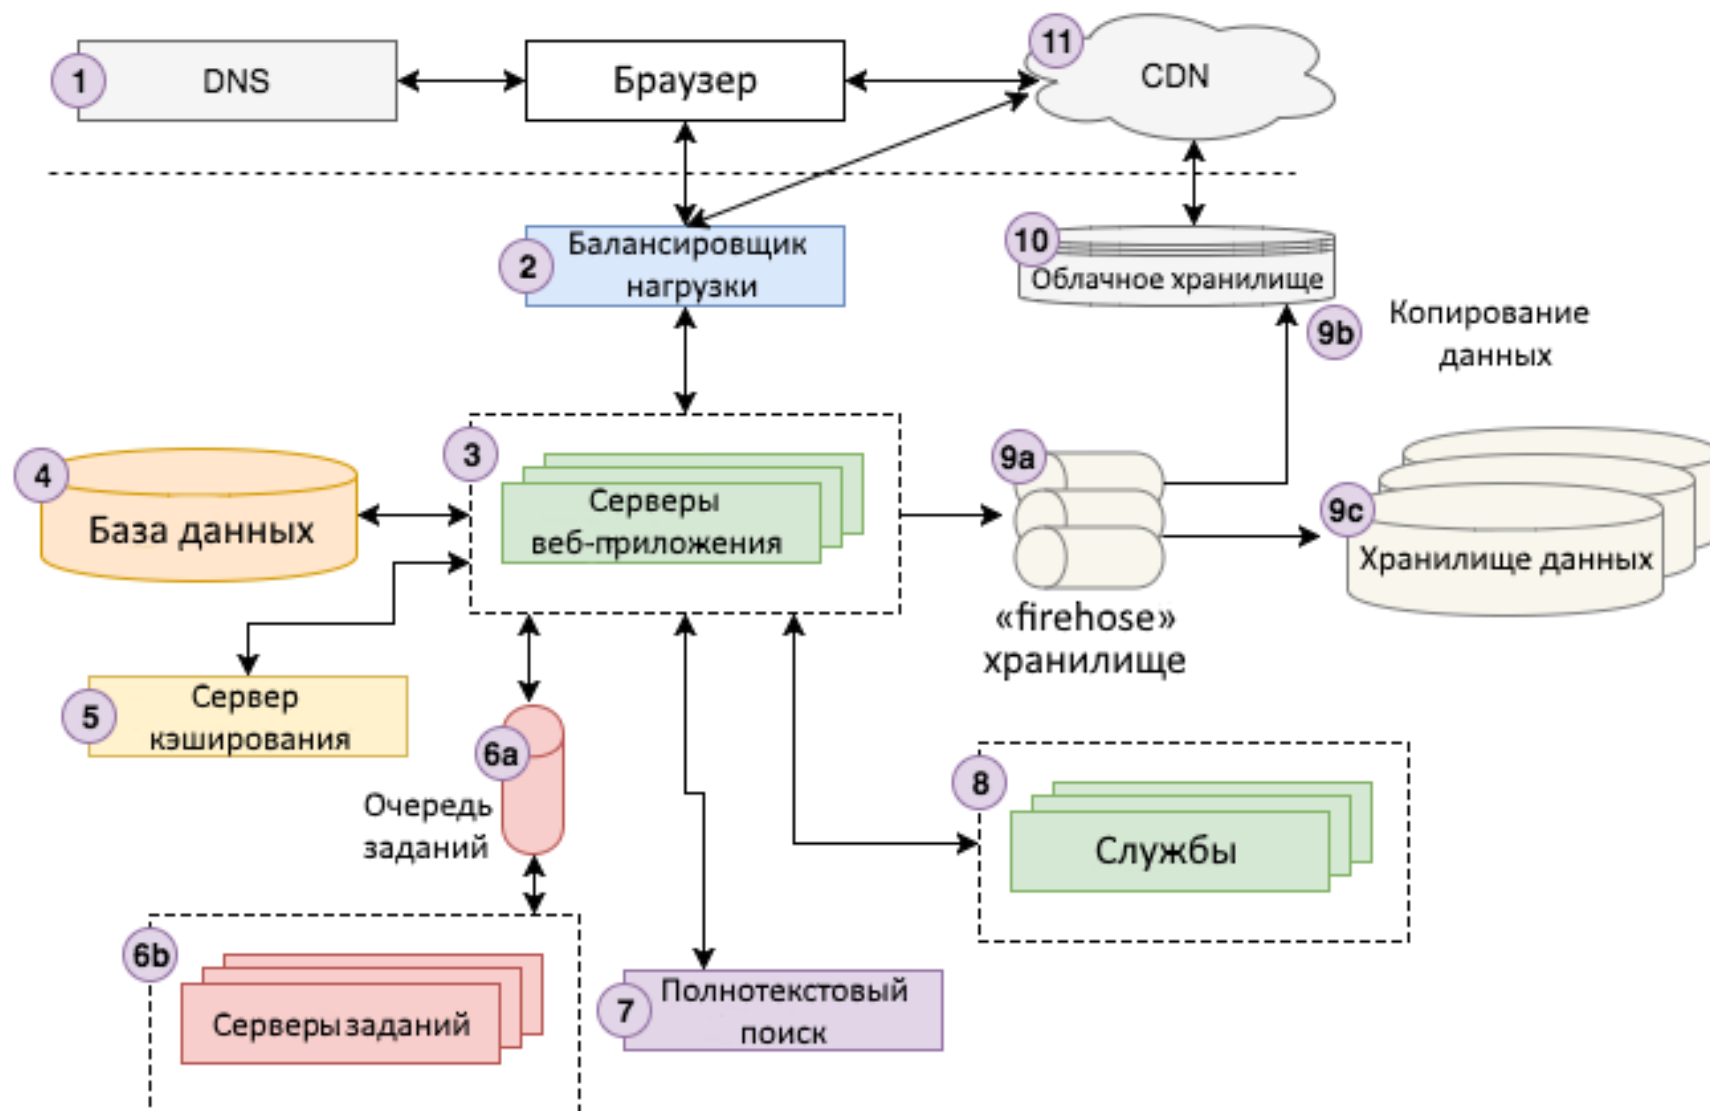 1
DNS
Браузер
11
CDN
2
Балансировщик
нагрузки
10
Облачное хранилище
9b
Копирование
данных
3
Серверы
веб-приложения
4
База данных
9a
«firehose»
хранилище
9c
Хранилище данных
5
Сервер
кэширования
6a
Очередь
заданий
8
Службы
6b
Серверы заданий
7
Полнотекстовый
поиск